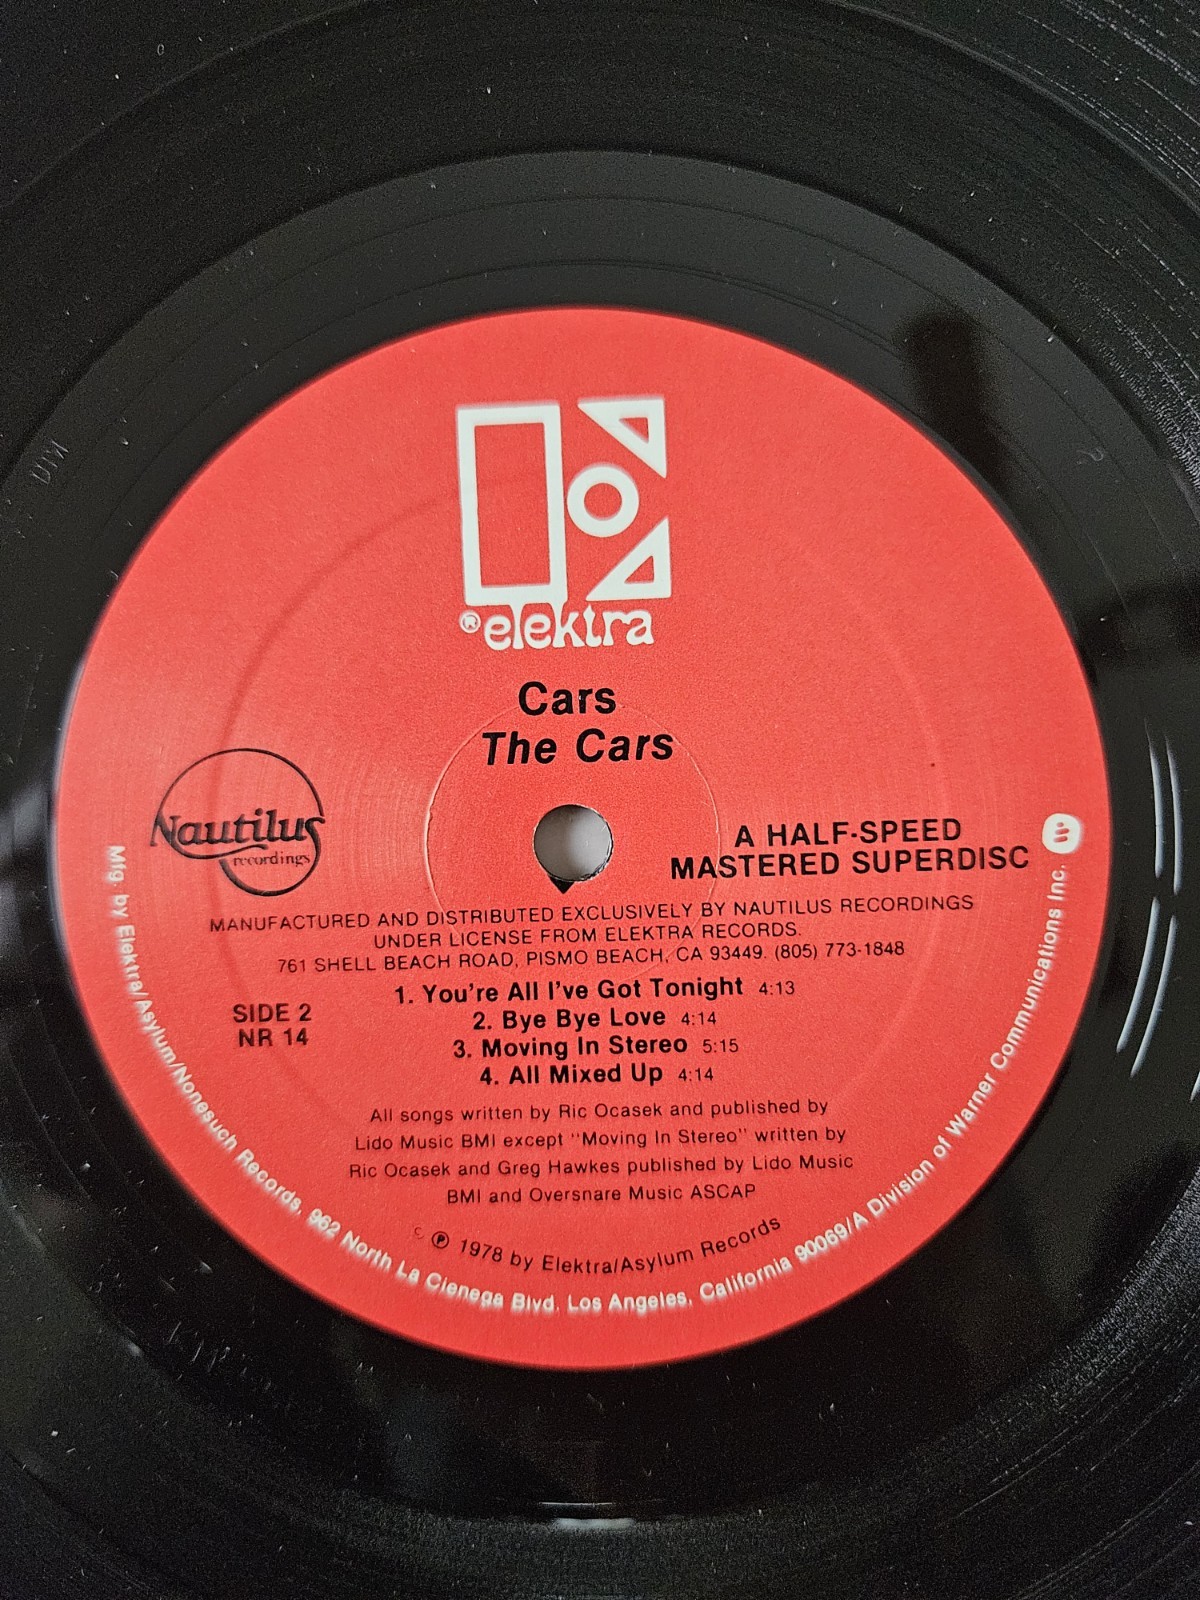 ® elektra
Cars
The Cars
Nautilus
recordings
A HALF-SPEED
MASTERED SUPERDISC
MANUFACTURED AND DISTRIBUTED EXCLUSIVELY BY NAUTILUS RECORDINGS
UNDER LICENSE FROM ELEKTRA RECORDS.
761 SHELL BEACH ROAD, PISMO BEACH, CA 93449. (805) 773-1848
SIDE 2
NR 14
1. You're All I've Got Tonight 4:13
2. Bye Bye Love 4:14
3. Moving In Stereo 5:15
4. All Mixed Up 4:14
All songs written by Ric Ocasek and published by
Lido Music BMI except "Moving In Stereo" written by
Ric Ocasek and Greg Hawkes published by Lido Music
BMI and Oversnare Music ASCAP
© ℗ 1978 by Elektra/Asylum Records
Mfg. by Elektra/Asylum/Nonesuch Records, 962 North La Cienega Blvd. Los Angeles, California 90069/A Division of Warner Communications Inc.